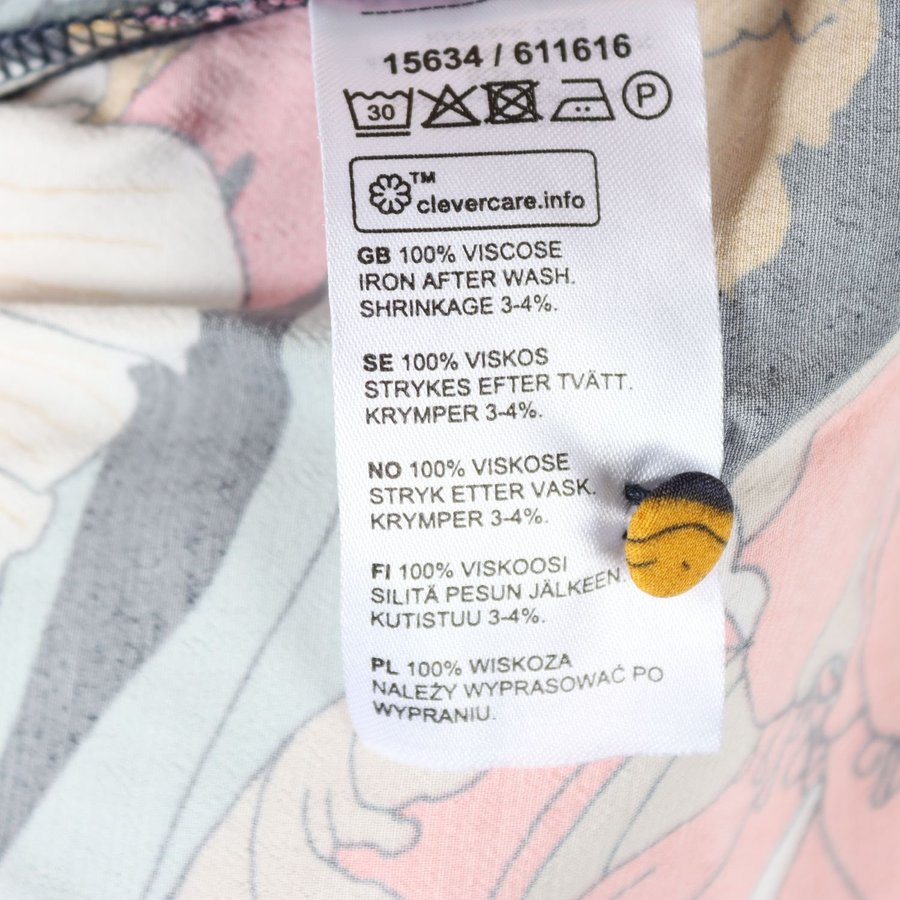 15634 / 611616
30
P
TM
clevercare.info
GB 100% VISCOSE
IRON AFTER WASH.
SHRINKAGE 3-4%.
SE 100% VISKOS
STRYKES EFTER TVÄTT.
KRYMPER 3-4%.
NO 100% VISKOSE
STRYK ETTER VASK.
KRYMPER 3-4%.
FI 100% VISKOOSI
SILITÄ PESUN JÄLKEEN.
KUTISTUU 3-4%.
PL 100% WISKOZA
NALEŻY WYPRASOWAĆ PO
WYPRANIU.